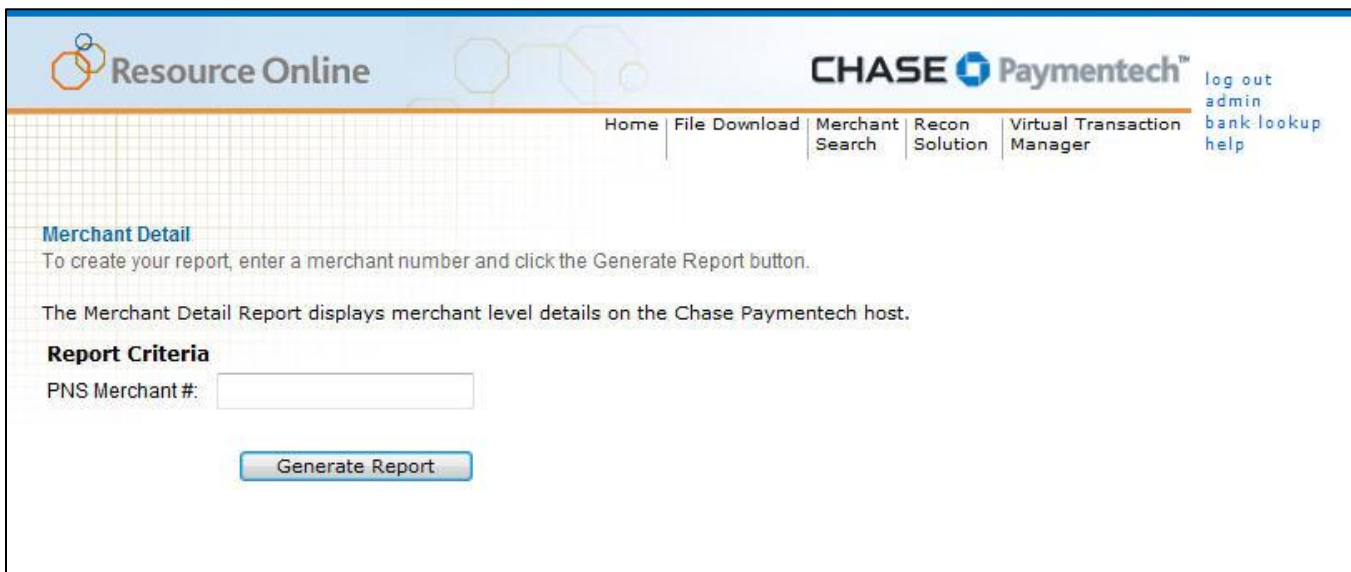 Resource Online
CHASE Paymentech™
log out
admin
bank lookup
help
Home
File Download
Merchant
Search
Recon
Solution
Virtual Transaction
Manager
Merchant Detail
To create your report, enter a merchant number and click the Generate Report button.
The Merchant Detail Report displays merchant level details on the Chase Paymentech host.
Report Criteria
PNS Merchant #:
Generate Report